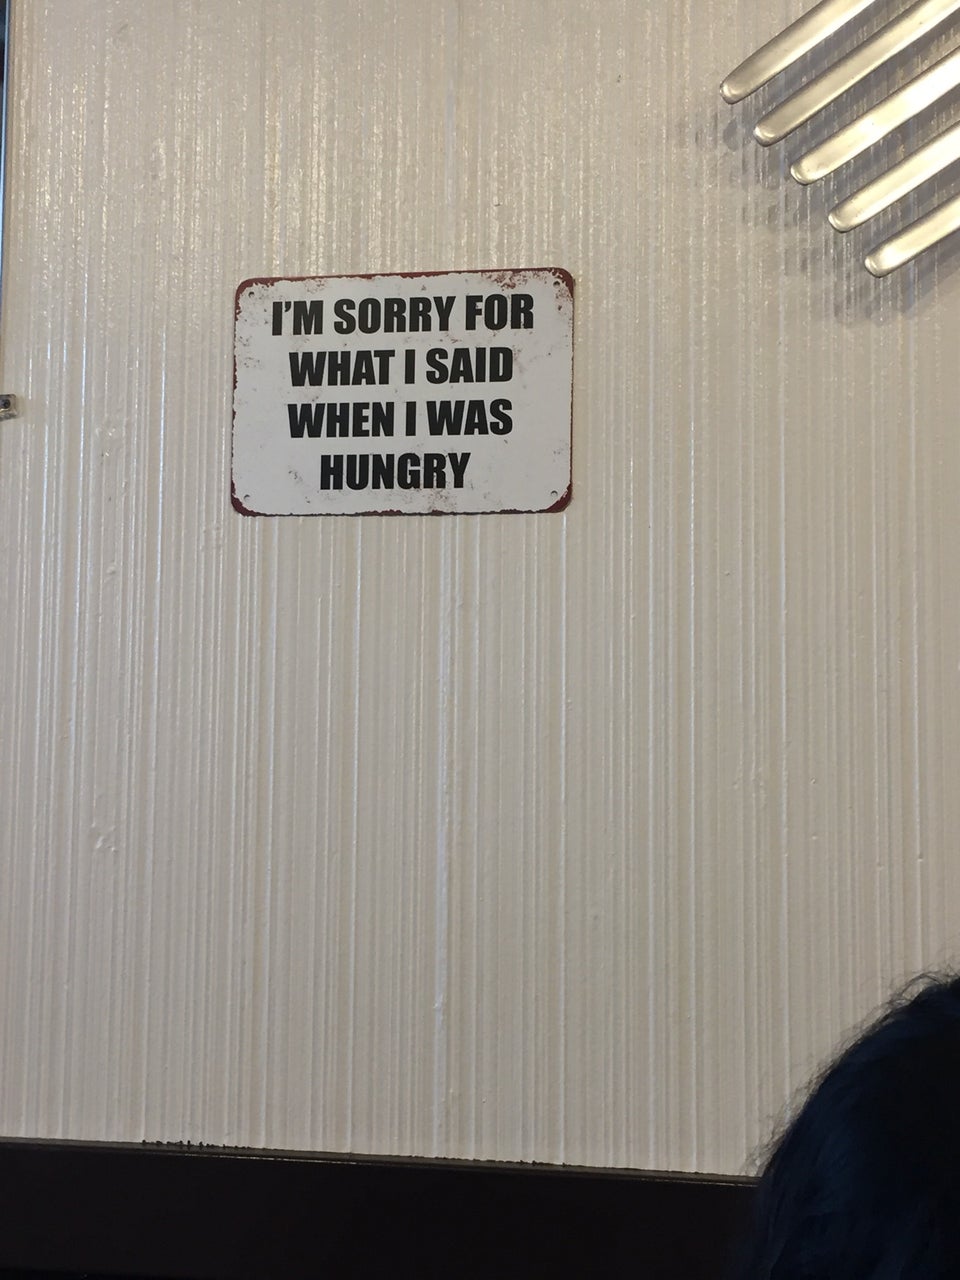 I'M SORRY FOR
WHAT I SAID
WHEN I WAS
HUNGRY